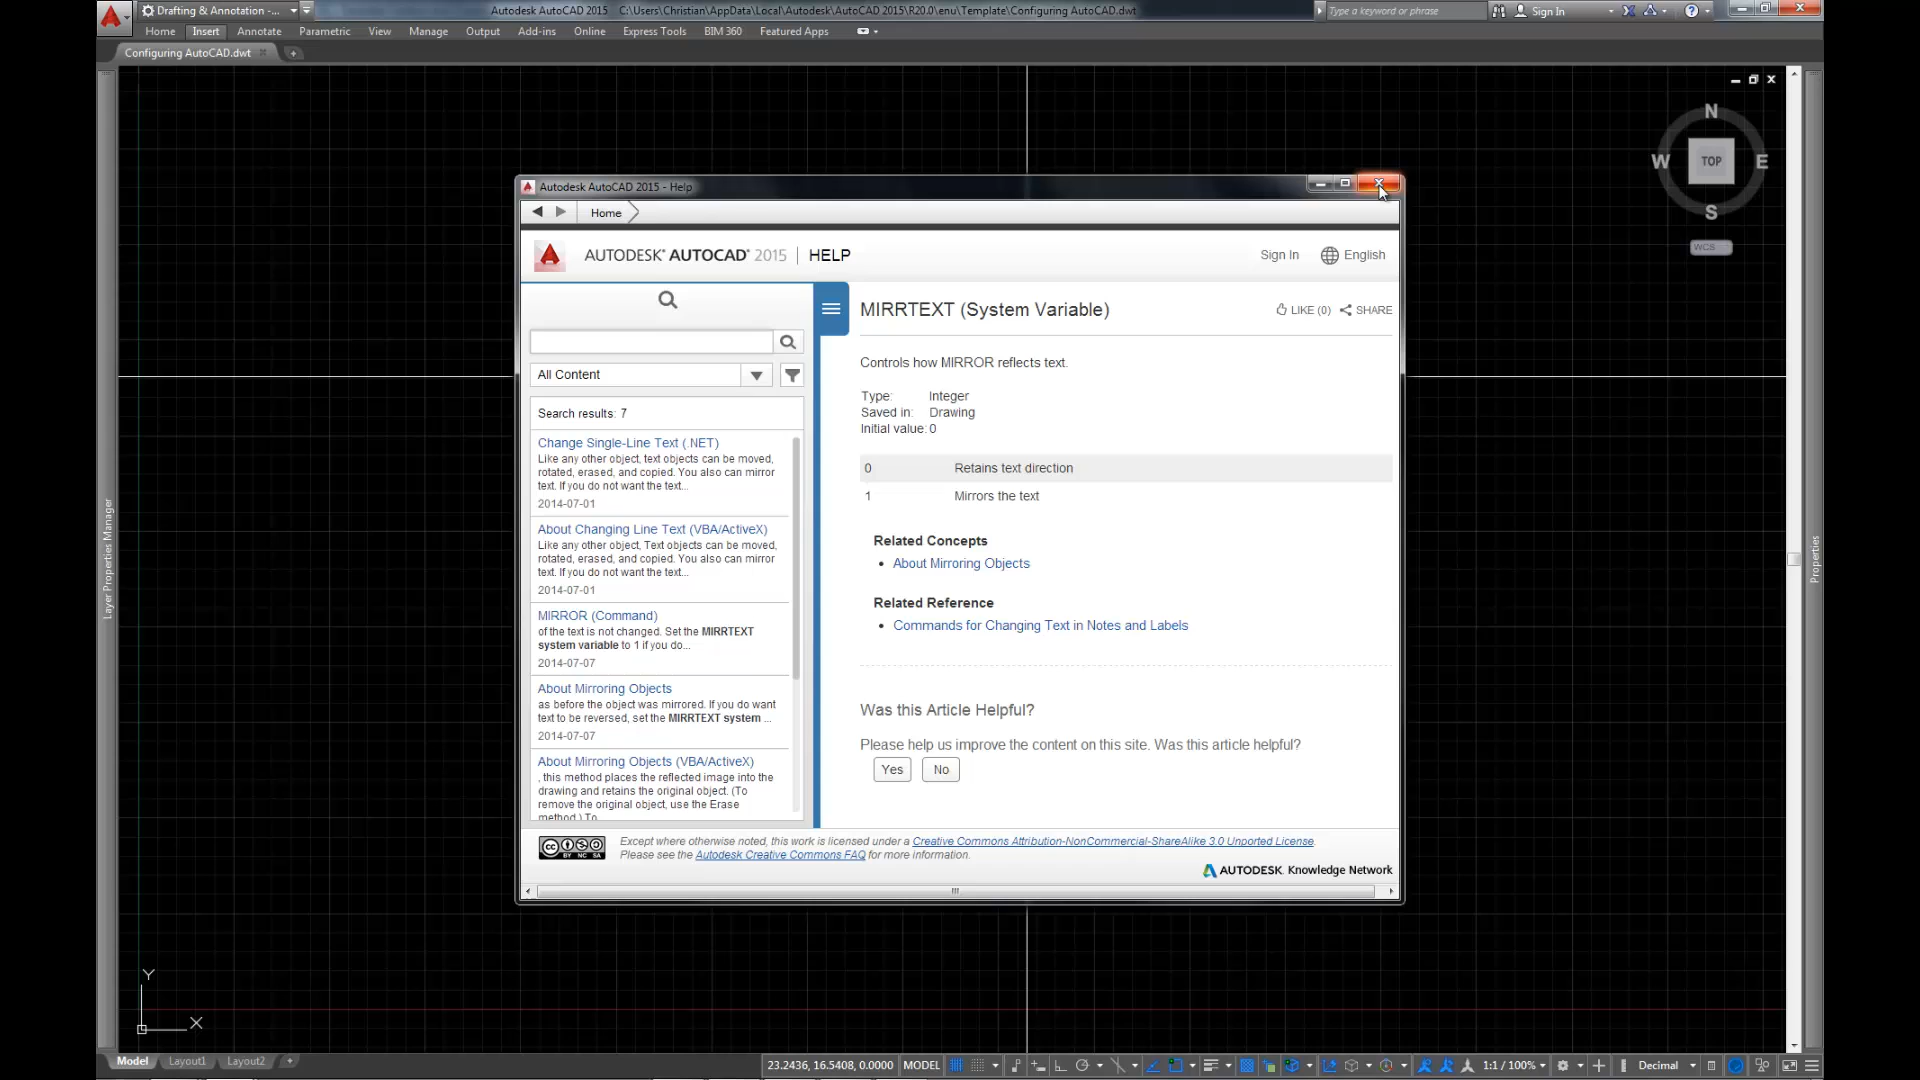 Drafting & Annotation -...
Autodesk AutoCAD 2015 C:\Users\Christian\AppData\Local\Autodesk\AutoCAD 2015\R20.0\enu\Template\Configuring AutoCAD.dwt
Type a keyword or phrase
Sign In
Home Insert Annotate Parametric View Manage Output Add-ins Online Express Tools BIM 360 Featured Apps
Configuring AutoCAD.dwt
N
W TOP E
S
WCS
Autodesk AutoCAD 2015 - Help
Home
AUTODESK® AUTOCAD® 2015 | HELP
Sign In English
MIRRTEXT (System Variable)
LIKE (0) SHARE
Controls how MIRROR reflects text.
Type: Integer
Saved in: Drawing
Initial value: 0
0 Retains text direction
1 Mirrors the text
Related Concepts
• About Mirroring Objects
Related Reference
• Commands for Changing Text in Notes and Labels
Was this Article Helpful?
Please help us improve the content on this site. Was this article helpful?
Yes No
All Content
Search results: 7
Change Single-Line Text (.NET)
Like any other object, text objects can be moved,
rotated, erased, and copied. You also can mirror
text. If you do not want the text...
2014-07-01
About Changing Line Text (VBA/ActiveX)
Like any other object, Text objects can be moved,
rotated, erased, and copied. You also can mirror
text. If you do not want the text...
2014-07-01
MIRROR (Command)
of the text is not changed. Set the MIRRTEXT
system variable to 1 if you do...
2014-07-07
About Mirroring Objects
as before the object was mirrored. If you do want
text to be reversed, set the MIRRTEXT system ...
2014-07-07
About Mirroring Objects (VBA/ActiveX)
, this method places the reflected image into the
drawing and retains the original object. (To
remove the original object, use the Erase
method.) To
cc BY NC SA
Except where otherwise noted, this work is licensed under a Creative Commons Attribution-NonCommercial-ShareAlike 3.0 Unported License.
Please see the Autodesk Creative Commons FAQ for more information.
AUTODESK. Knowledge Network
Layer Properties Manager
Properties
Y
X
Model Layout1 Layout2 +
23.2436, 16.5408, 0.0000 MODEL
1:1 / 100%
Decimal